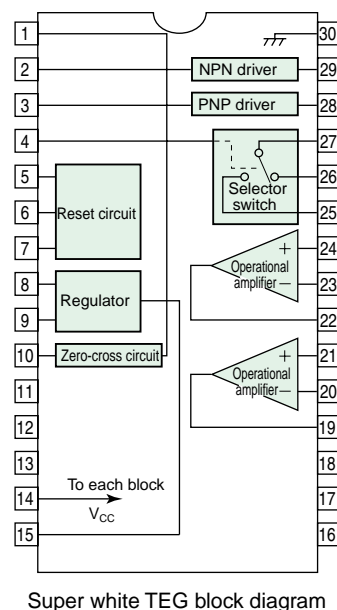 1
30
2
NPN driver
29
3
PNP driver
28
4
27
5
26
Selector
switch
6
Reset circuit
25
7
24
+
Operational
amplifier
−
8
23
Regulator
9
22
10
Zero-cross circuit
21
+
Operational
amplifier
−
11
20
12
19
13
18
To each block
14
17
VCC
15
16
Super white TEG block diagram